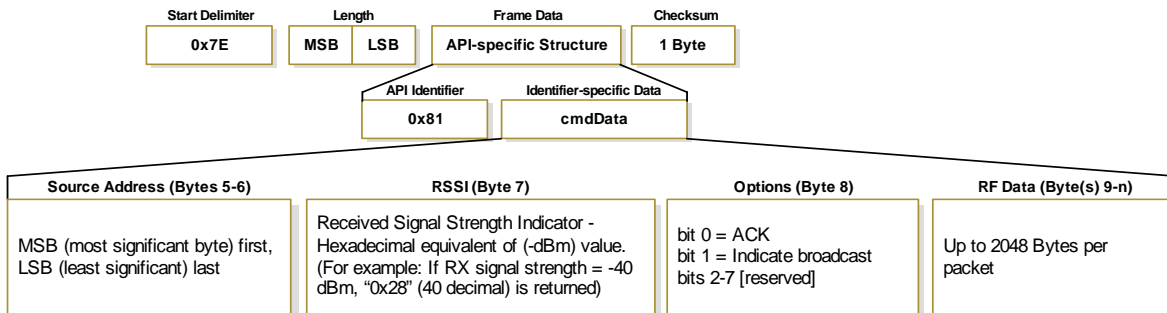 Start Delimiter
Length
Frame Data
Checksum
0x7E
MSB
LSB
API-specific Structure
1 Byte
API Identifier
Identifier-specific Data
0x81
cmdData
Source Address (Bytes 5-6)
MSB (most significant byte) first,
LSB (least significant) last
RSSI (Byte 7)
Received Signal Strength Indicator -
Hexadecimal equivalent of (-dBm) value.
(For example: If RX signal strength = -40
dBm, “0x28” (40 decimal) is returned)
Options (Byte 8)
bit 0 = ACK
bit 1 = Indicate broadcast
bits 2-7 [reserved]
RF Data (Byte(s) 9-n)
Up to 2048 Bytes per
packet